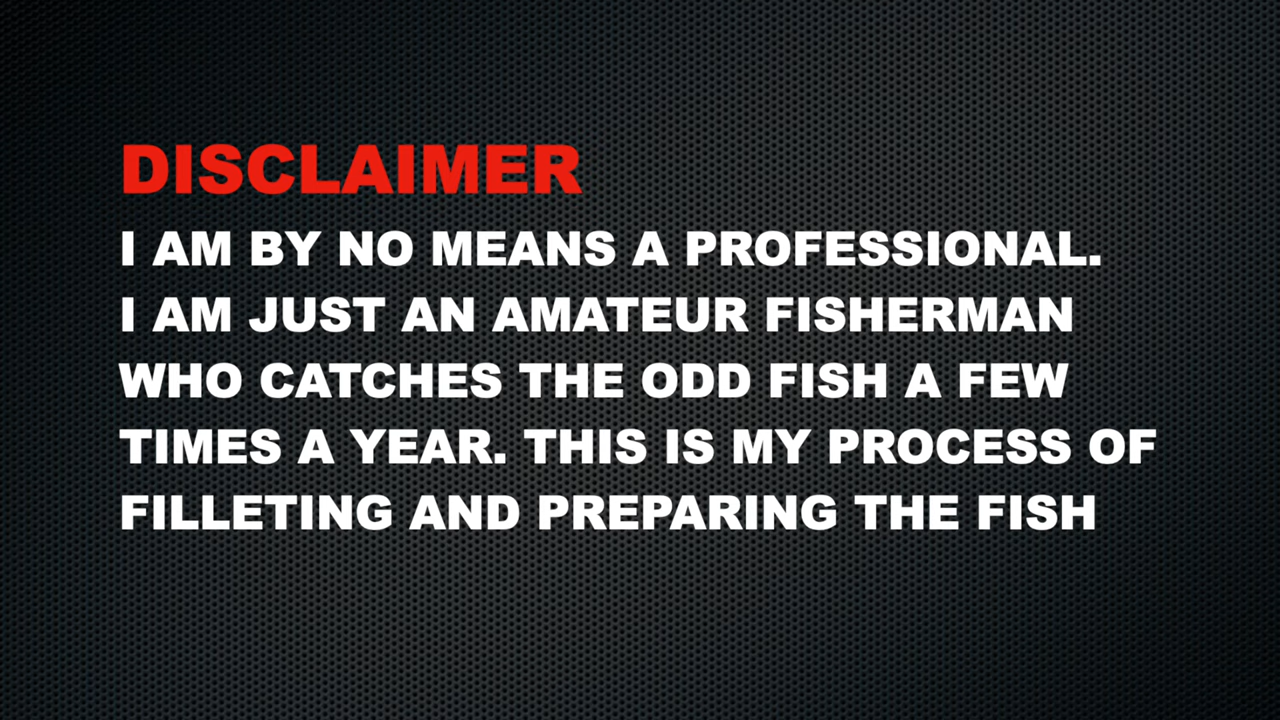 DISCLAIMER
I AM BY NO MEANS A PROFESSIONAL.
I AM JUST AN AMATEUR FISHERMAN
WHO CATCHES THE ODD FISH A FEW
TIMES A YEAR. THIS IS MY PROCESS OF
FILLETING AND PREPARING THE FISH